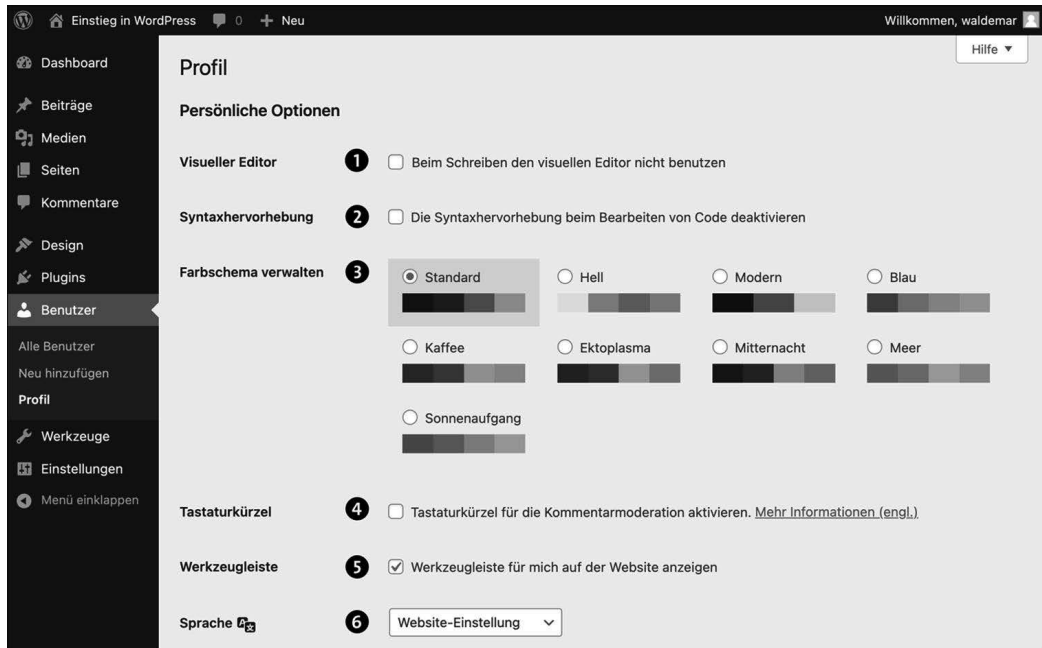 Einstieg in WordPress 0 + Neu Willkommen, waldemar
Hilfe ▼
Dashboard
Beiträge
Medien
Seiten
Kommentare
Design
Plugins
Benutzer
Alle Benutzer
Neu hinzufügen
Profil
Werkzeuge
Einstellungen
Menü einklappen
Profil
Persönliche Optionen
Visueller Editor 1 Beim Schreiben den visuellen Editor nicht benutzen
Syntaxhervorhebung 2 Die Syntaxhervorhebung beim Bearbeiten von Code deaktivieren
Farbschema verwalten 3 Standard Hell Modern Blau
Kaffee Ektoplasma Mitternacht Meer
Sonnenaufgang
Tastaturkürzel 4 Tastaturkürzel für die Kommentarmoderation aktivieren. Mehr Informationen (engl.)
Werkzeugleiste 5 Werkzeugleiste für mich auf der Website anzeigen
Sprache 6 Website-Einstellung